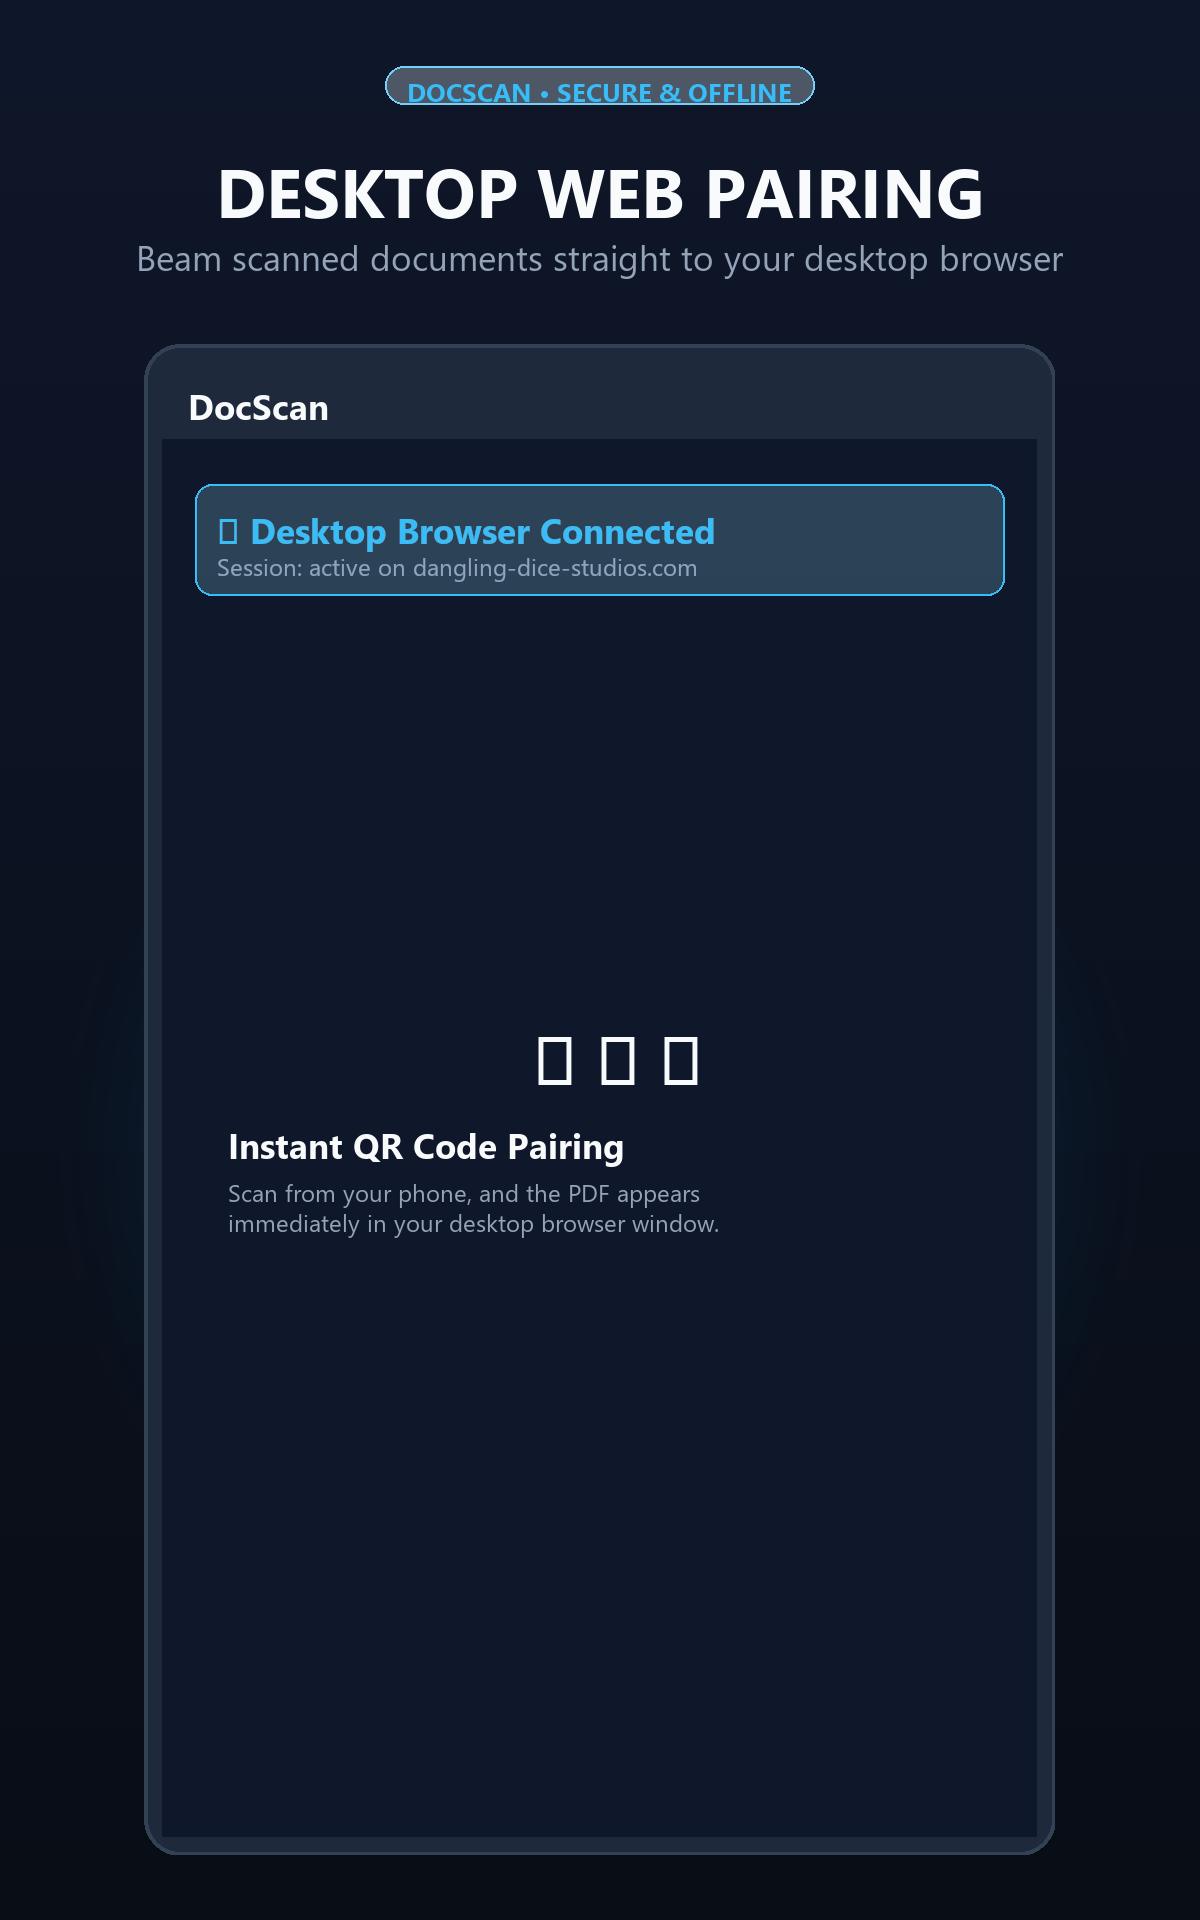 DOCSCAN • SECURE & OFFLINE
DESKTOP WEB PAIRING
Beam scanned documents straight to your desktop browser
DocScan
Desktop Browser Connected
Session: active on dangling-dice-studios.com
Instant QR Code Pairing
Scan from your phone, and the PDF appears
immediately in your desktop browser window.